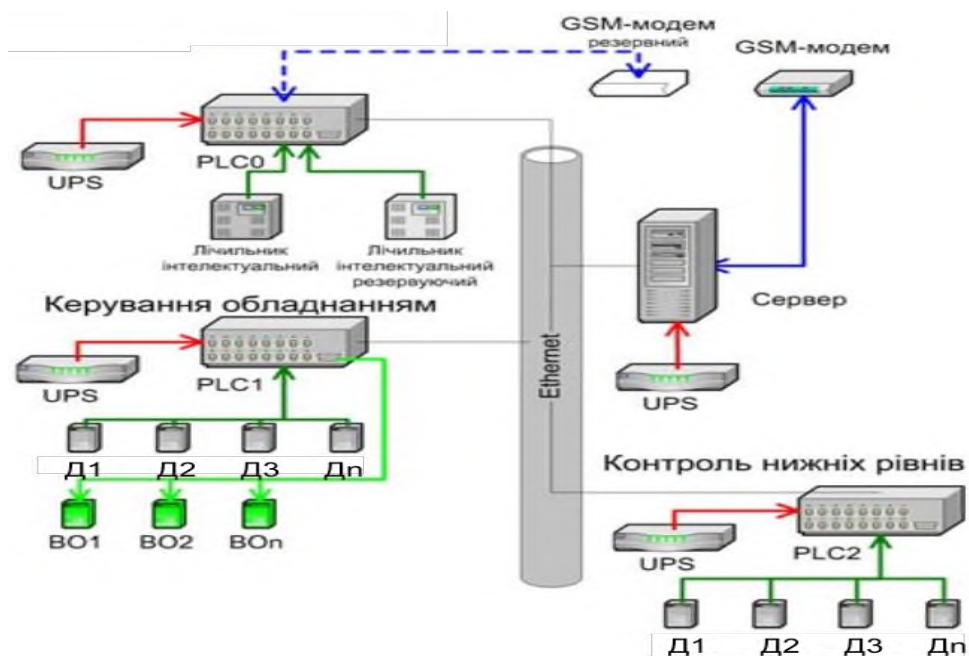 GSM-модем
резервний
GSM-модем
PLC0
UPS
Лічильник
інтелектуальний
Лічильник
інтелектуальний
резервуючий
Сервер
Керування обладнанням
Ethernet
UPS
PLC1
UPS
Д1 Д2 Д3 Дn
ВО1 ВО2 ВОn
Контроль нижніх рівнів
UPS
PLC2
Д1 Д2 Д3 Дn